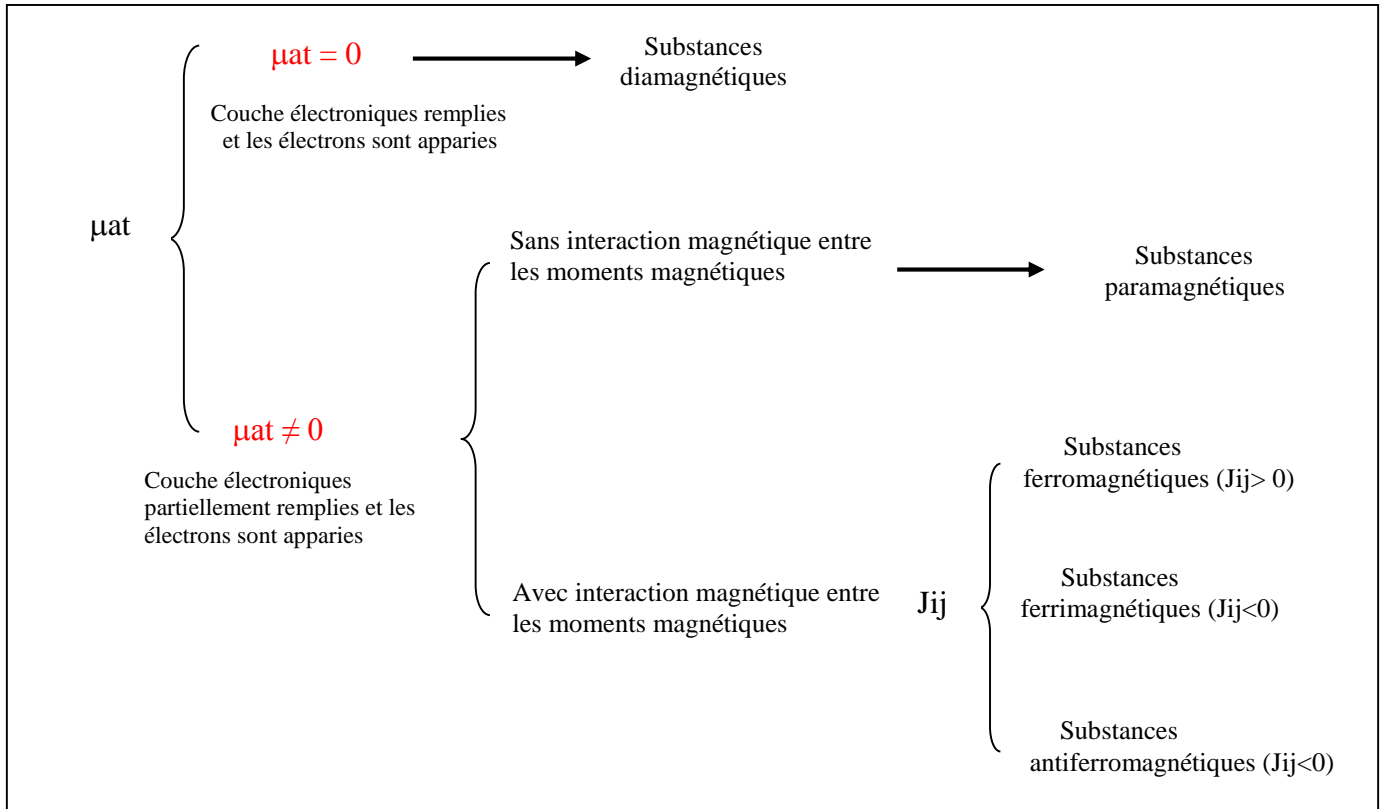 μat = 0
Substances
diamagnétiques
Couche électroniques remplies
et les électrons sont apparies
μat
Sans interaction magnétique entre
les moments magnétiques
Substances
paramagnétiques
μat ≠ 0
Couche électroniques
partiellement remplies et les
électrons sont apparies
Avec interaction magnétique entre
les moments magnétiques
Jij
Substances
ferromagnétiques (Jij> 0)
Substances
ferrimagnétiques (Jij<0)
Substances
antiferromagnétiques (Jij<0)